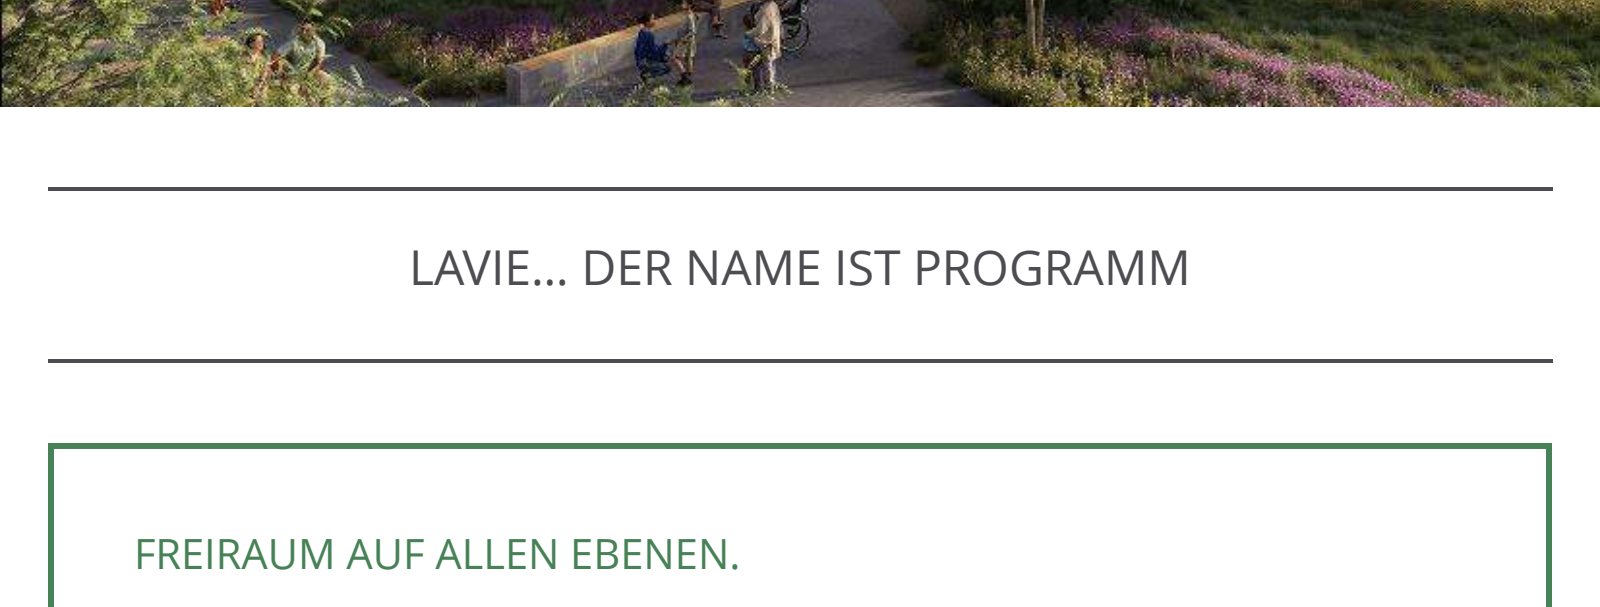 LAVIE... DER NAME IST PROGRAMM
FREIRAUM AUF ALLEN EBENEN.